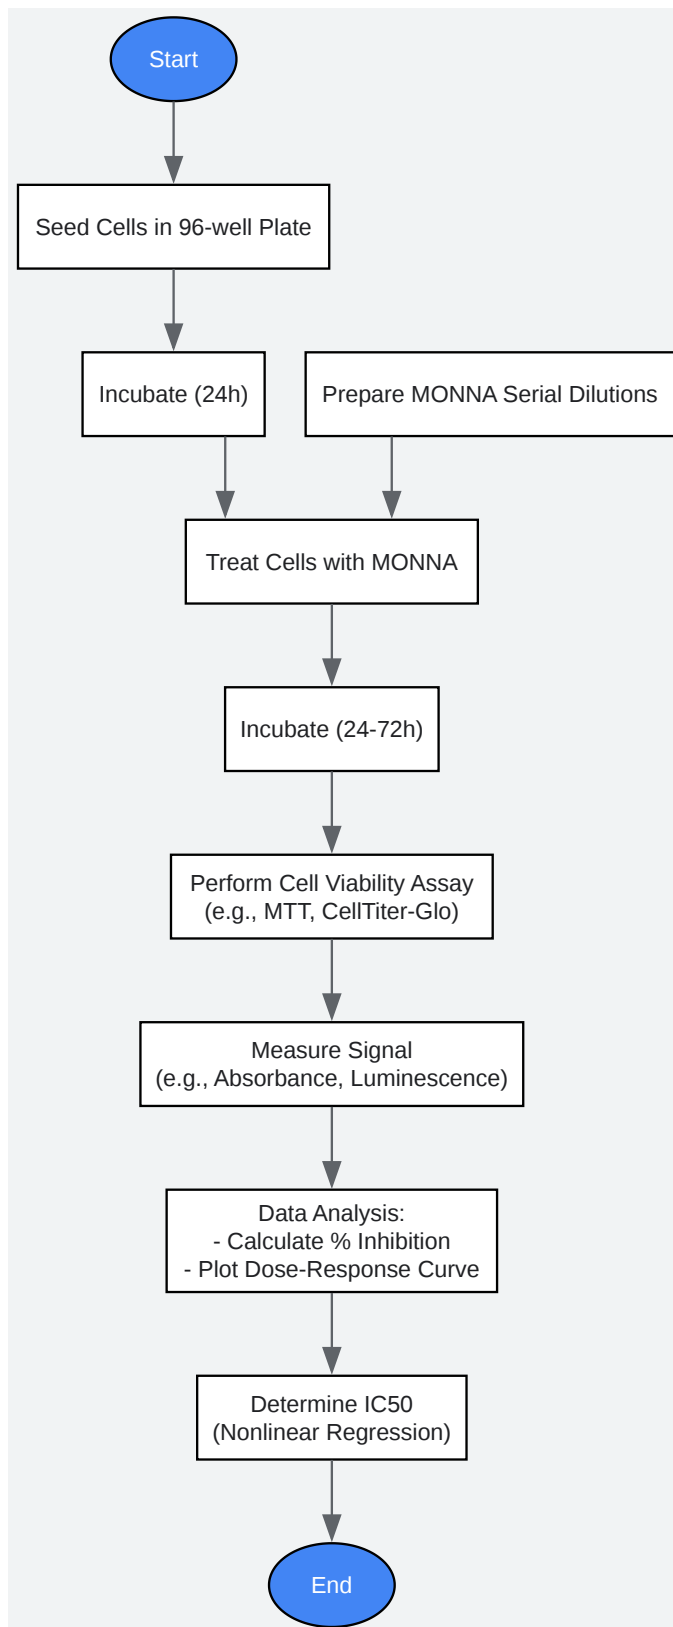 Start
Seed Cells in 96-well Plate
Incubate (24h)
Prepare MONNA Serial Dilutions
Treat Cells with MONNA
Incubate (24-72h)
Perform Cell Viability Assay
(e.g., MTT, CellTiter-Glo)
Measure Signal
(e.g., Absorbance, Luminescence)
Data Analysis:
- Calculate % Inhibition
- Plot Dose-Response Curve
Determine IC50
(Nonlinear Regression)
End